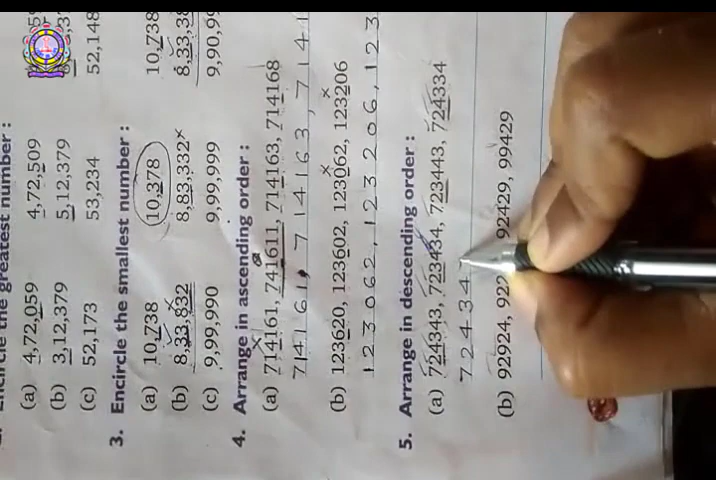 Encircle the greatest number :
(a) 4,72,059 4,72,509
(b) 3,12,379 5,12,379
(c) 52,173 53,234 52,148
3. Encircle the smallest number :
(a) 10,738 10,378 10,738
(b) 8,33,832 8,83,332
(c) 9,99,990 9,99,999
4. Arrange in ascending order :
(a) 714161, 741611, 714163, 714168
714161, 714163, 7141
(b) 123620, 123602, 123062, 123206
123062, 123206, 123
5. Arrange in descending order :
(a) 724343, 723434, 723443, 724334
72434
(b) 92924, 92429, 99429